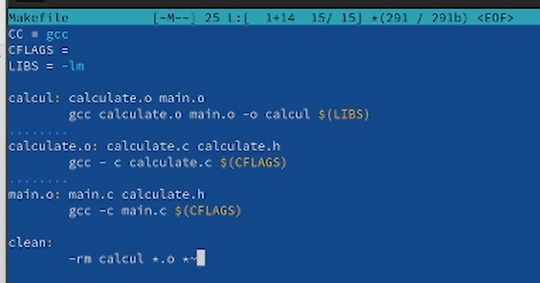 Makefile [-M--] 25 L:[ 1+14 15/ 15] *(291 / 291b) <EOF>
CC = gcc
CFLAGS =
LIBS = -lm
calcul: calculate.o main.o
gcc calculate.o main.o -o calcul $(LIBS)
........
calculate.o: calculate.c calculate.h
gcc - c calculate.c $(CFLAGS)
........
main.o: main.c calculate.h
gcc -c main.c $(CFLAGS)
clean:
-rm calcul *.o *~